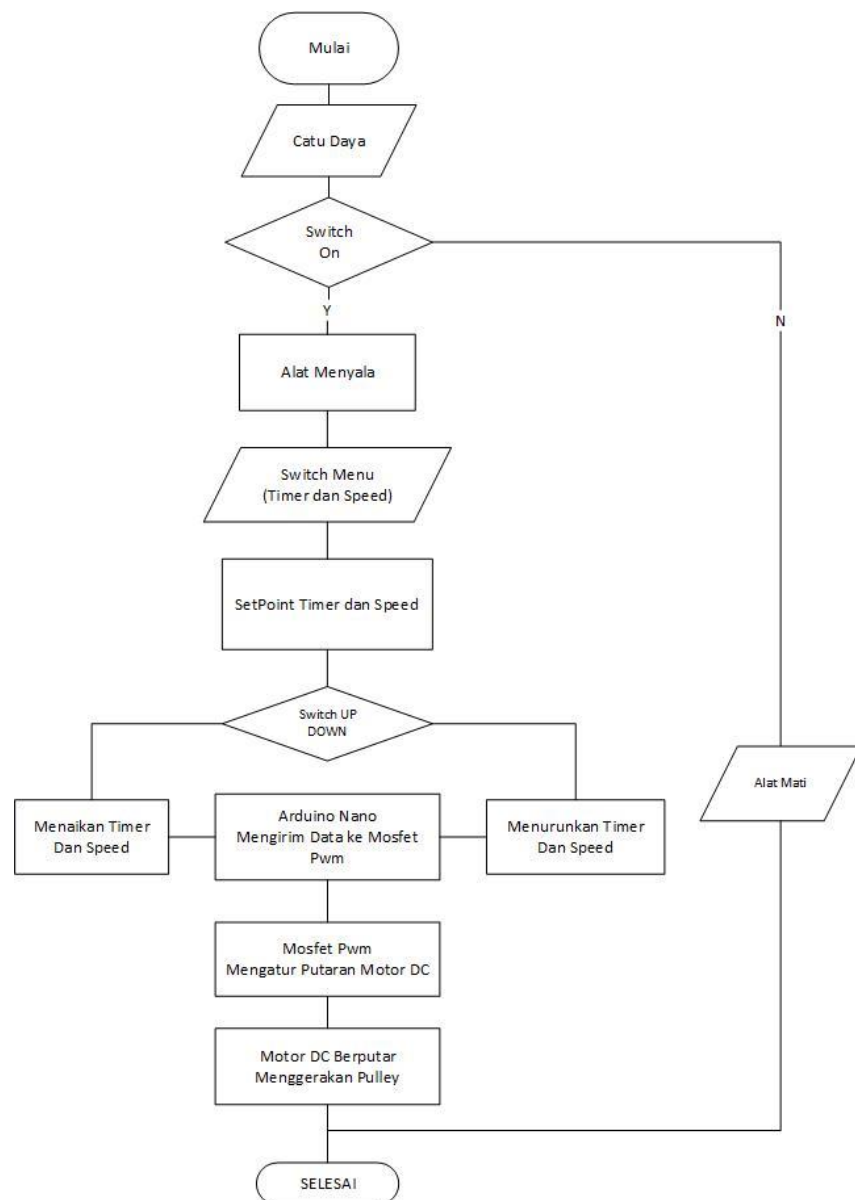 Mulai
Catu Daya
Switch
On
Y
N
Alat Menyala
Switch Menu
(Timer dan Speed)
SetPoint Timer dan Speed
Switch UP
DOWN
Menaikan Timer
Dan Speed
Arduino Nano
Mengirim Data ke Mosfet
Pwm
Menurunkan Timer
Dan Speed
Alat Mati
Mosfet Pwm
Mengatur Putaran Motor DC
Motor DC Berputar
Menggerakan Pulley
SELESAI